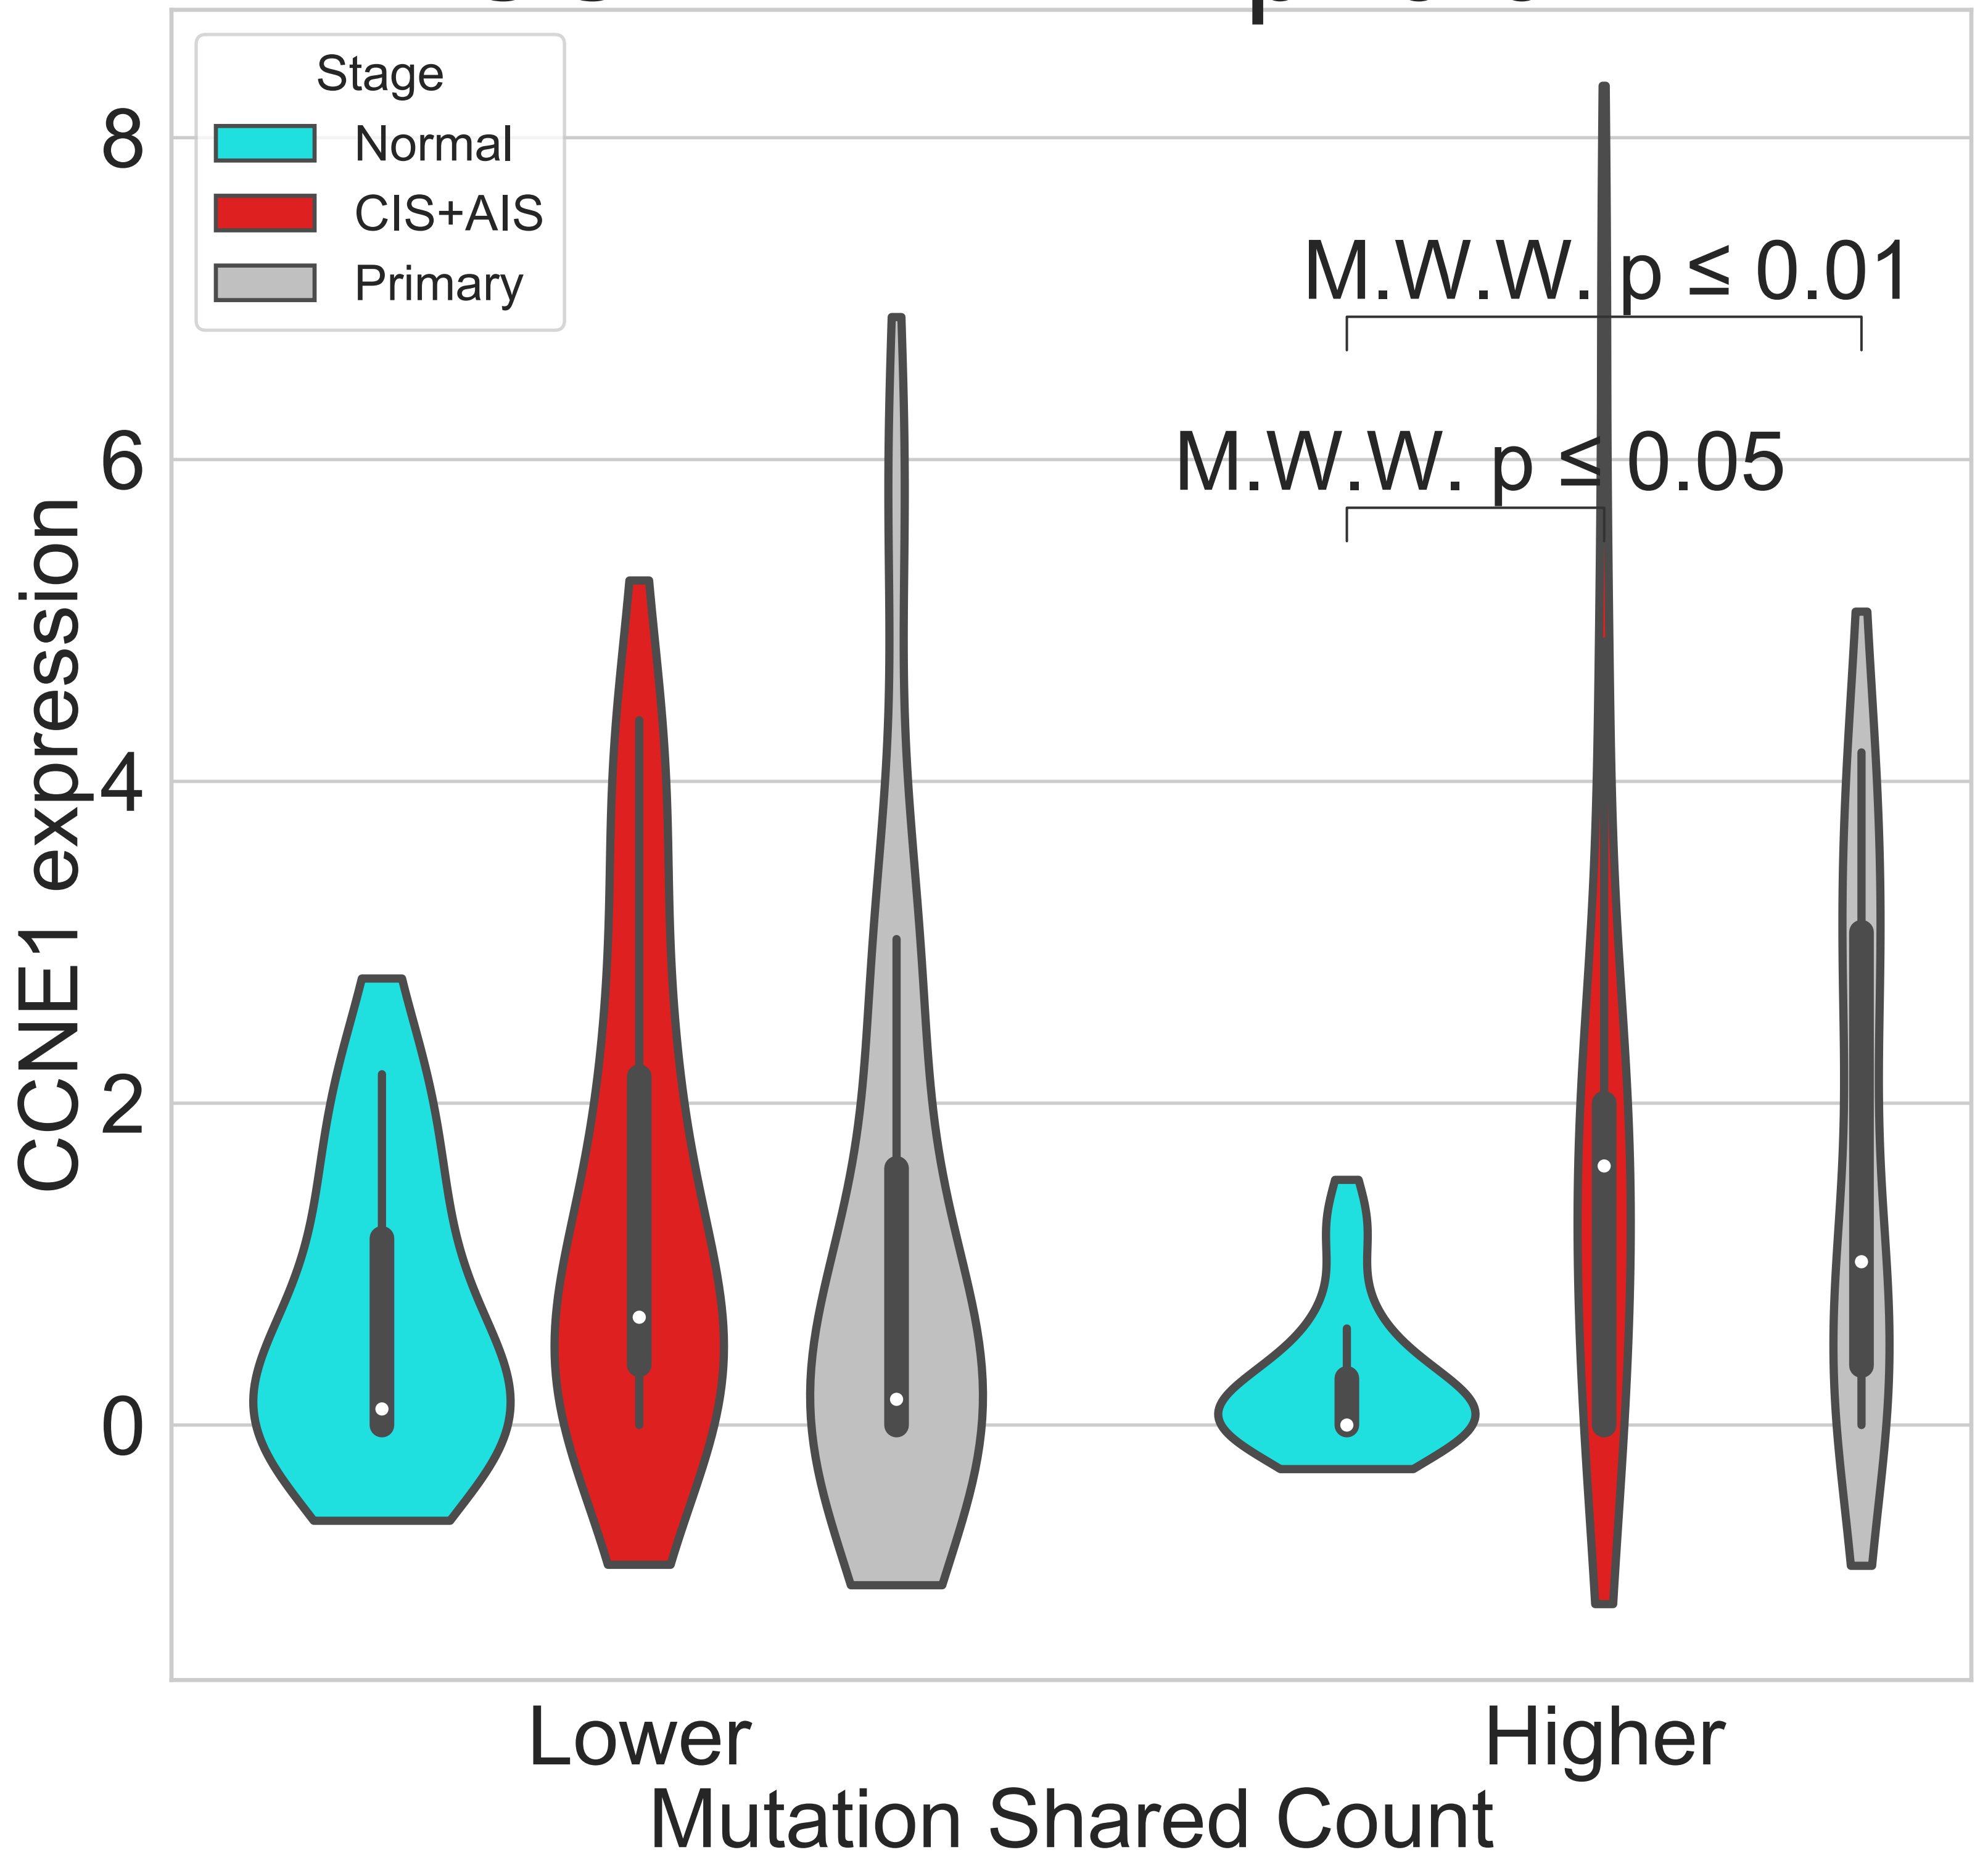 Stage
Normal
CIS+AIS
Primary
8
6
4
2
0
CCNE1 expression
M.W.W. p ≤ 0.01
M.W.W. p ≤ 0.05
Lower
Higher
Mutation Shared Count